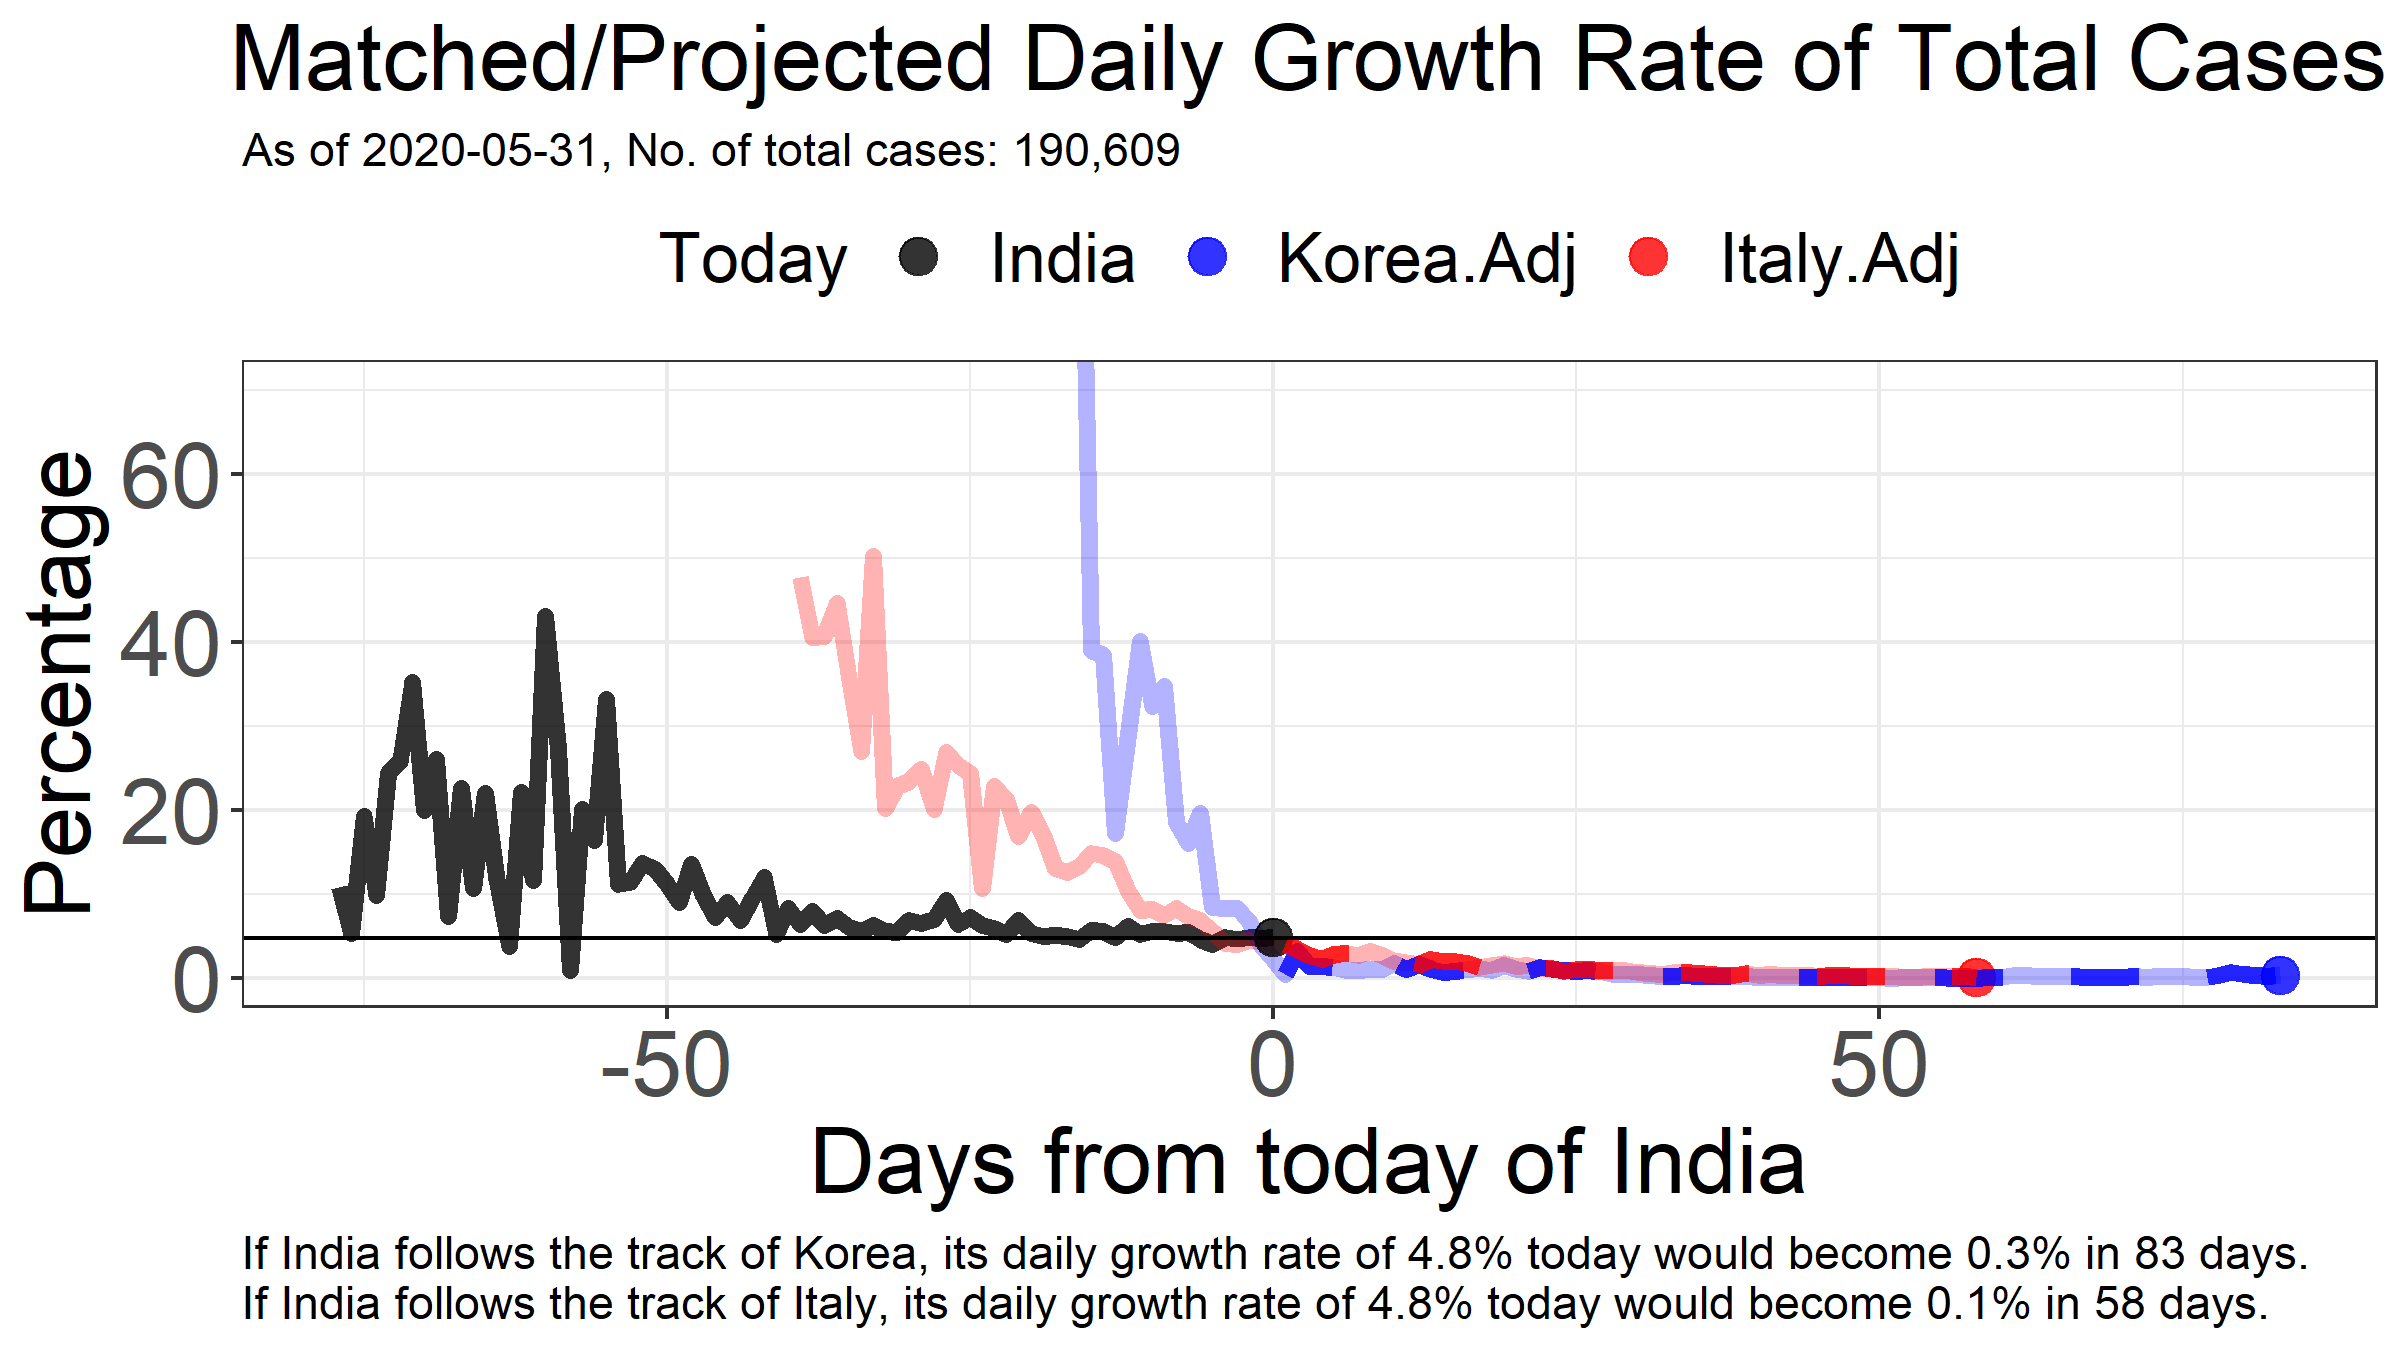 Matched/Projected Daily Growth Rate of Total Cases
As of 2020-05-31, No. of total cases: 190,609
Today India Korea.Adj Italy.Adj
Percentage
60
40
20
0
-50 0 50
Days from today of India
If India follows the track of Korea, its daily growth rate of 4.8% today would become 0.3% in 83 days.
If India follows the track of Italy, its daily growth rate of 4.8% today would become 0.1% in 58 days.